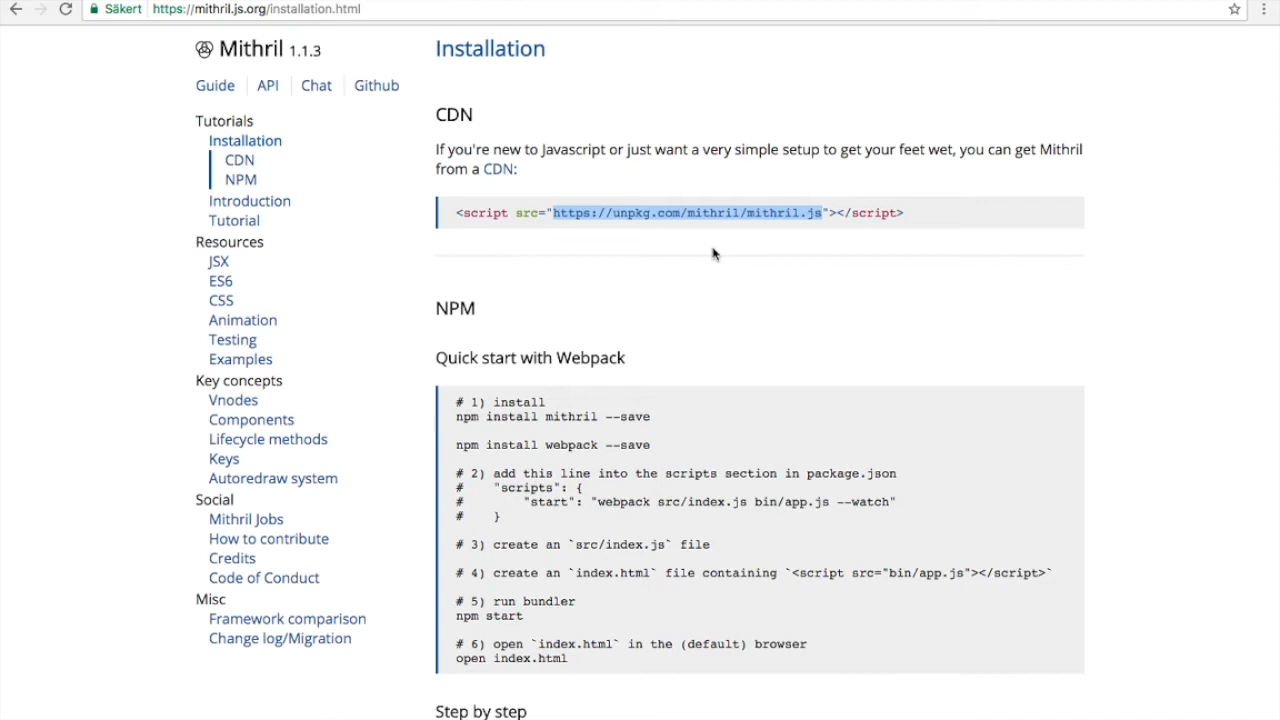 Säkert https://mithril.js.org/installation.html
Mithril 1.1.3
Guide API Chat Github
Tutorials
Installation
CDN
NPM
Introduction
Tutorial
Resources
JSX
ES6
CSS
Animation
Testing
Examples
Key concepts
Vnodes
Components
Lifecycle methods
Keys
Autoredraw system
Social
Mithril Jobs
How to contribute
Credits
Code of Conduct
Misc
Framework comparison
Change log/Migration
Installation
CDN
If you're new to Javascript or just want a very simple setup to get your feet wet, you can get Mithril
from a CDN:
<script src="https://unpkg.com/mithril/mithril.js"></script>
NPM
Quick start with Webpack
# 1) install
npm install mithril --save
npm install webpack --save
# 2) add this line into the scripts section in package.json
#    "scripts": {
#        "start": "webpack src/index.js bin/app.js --watch"
#    }
# 3) create an `src/index.js` file
# 4) create an `index.html` file containing `<script src="bin/app.js"></script>`
# 5) run bundler
npm start
# 6) open `index.html` in the (default) browser
open index.html
Step by step